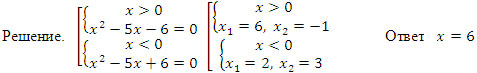 Решение. [ { x > 0 x² − 5x − 6 = 0 { x < 0 x² − 5x + 6 = 0 [ { x > 0 x₁ = 6, x₂ = −1 { x < 0 x₁ = 2, x₂ = 3 Ответ x = 6